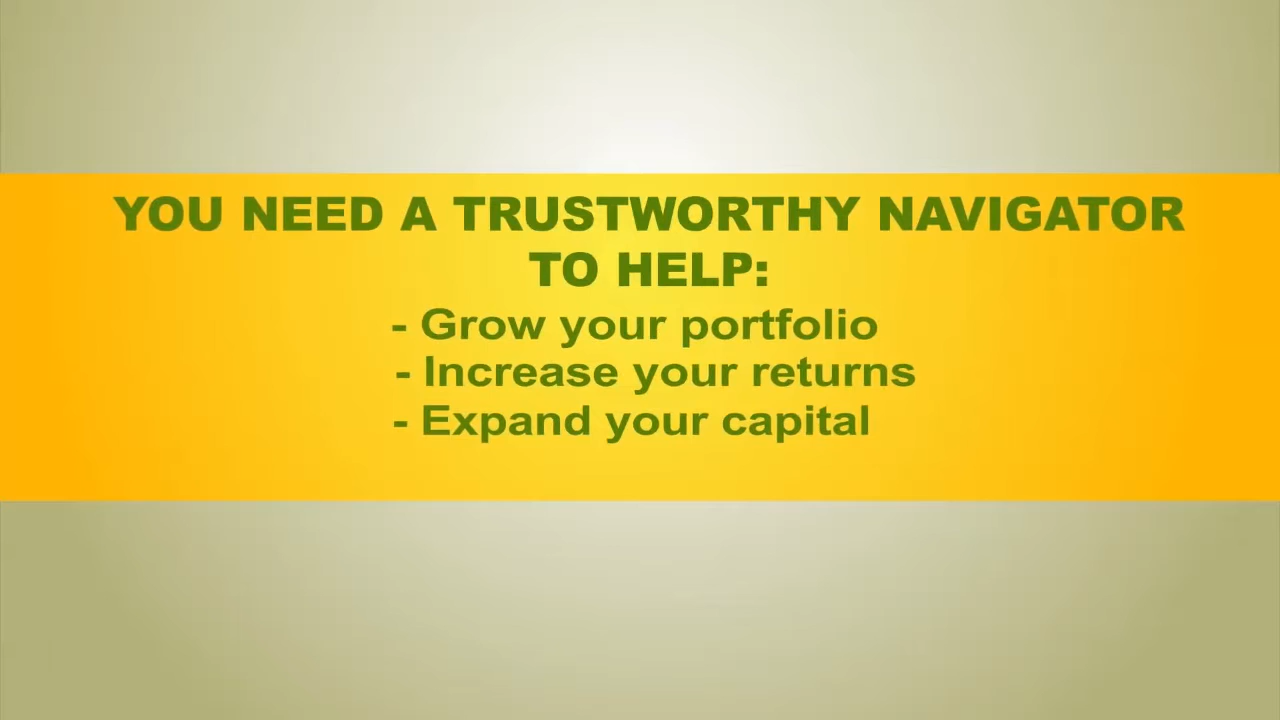 YOU NEED A TRUSTWORTHY NAVIGATOR
TO HELP:
- Grow your portfolio
- Increase your returns
- Expand your capital